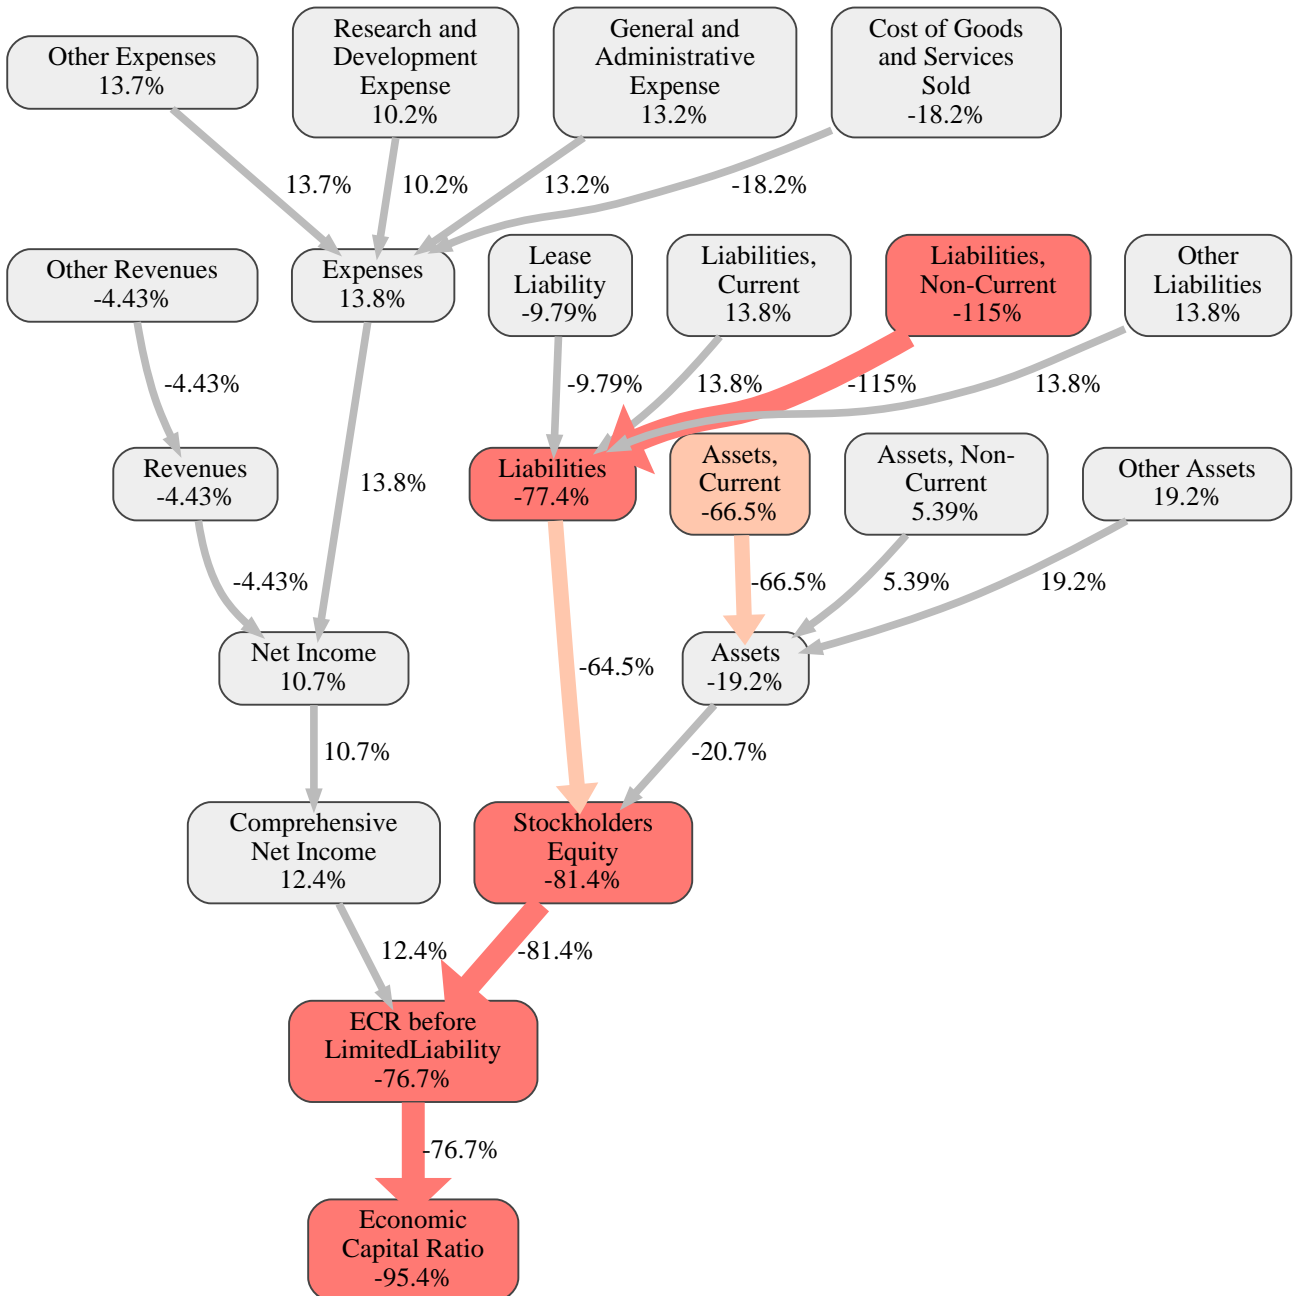 Other Expenses
13.7%
Research and
Development
Expense
10.2%
General and
Administrative
Expense
13.2%
Cost of Goods
and Services
Sold
-18.2%
13.7%
10.2%
13.2%
-18.2%
Other Revenues
-4.43%
Expenses
13.8%
Lease
Liability
-9.79%
Liabilities,
Current
13.8%
Liabilities,
Non-Current
-115%
Other
Liabilities
13.8%
-4.43%
-9.79%
13.8%
-115%
13.8%
Revenues
-4.43%
13.8%
Liabilities
-77.4%
Assets,
Current
-66.5%
Assets, Non-
Current
5.39%
Other Assets
19.2%
-4.43%
-66.5%
5.39%
19.2%
Net Income
10.7%
-64.5%
Assets
-19.2%
10.7%
-20.7%
Comprehensive
Net Income
12.4%
Stockholders
Equity
-81.4%
12.4%
-81.4%
ECR before
LimitedLiability
-76.7%
-76.7%
Economic
Capital Ratio
-95.4%